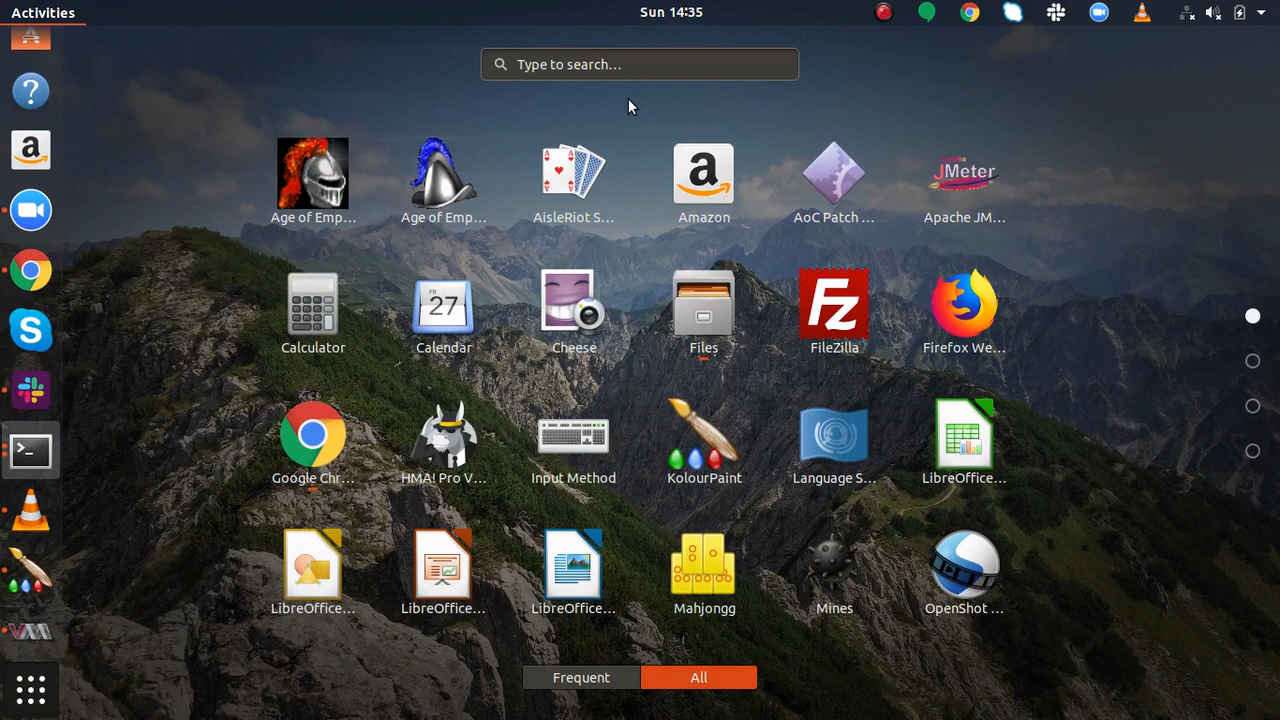 Activities
Sun 14:35
Type to search…
Age of Emp…
Age of Emp…
AisleRiot S…
Amazon
AoC Patch …
JMeter
Apache JM…
FR
27
Calculator
Calendar
Cheese
Files
Fz
FileZilla
Firefox We…
Google Chr…
HMA! Pro V…
Input Method
KolourPaint
Language S…
LibreOffice…
LibreOffice…
LibreOffice…
LibreOffice…
Mahjongg
Mines
OpenShot …
Frequent
All